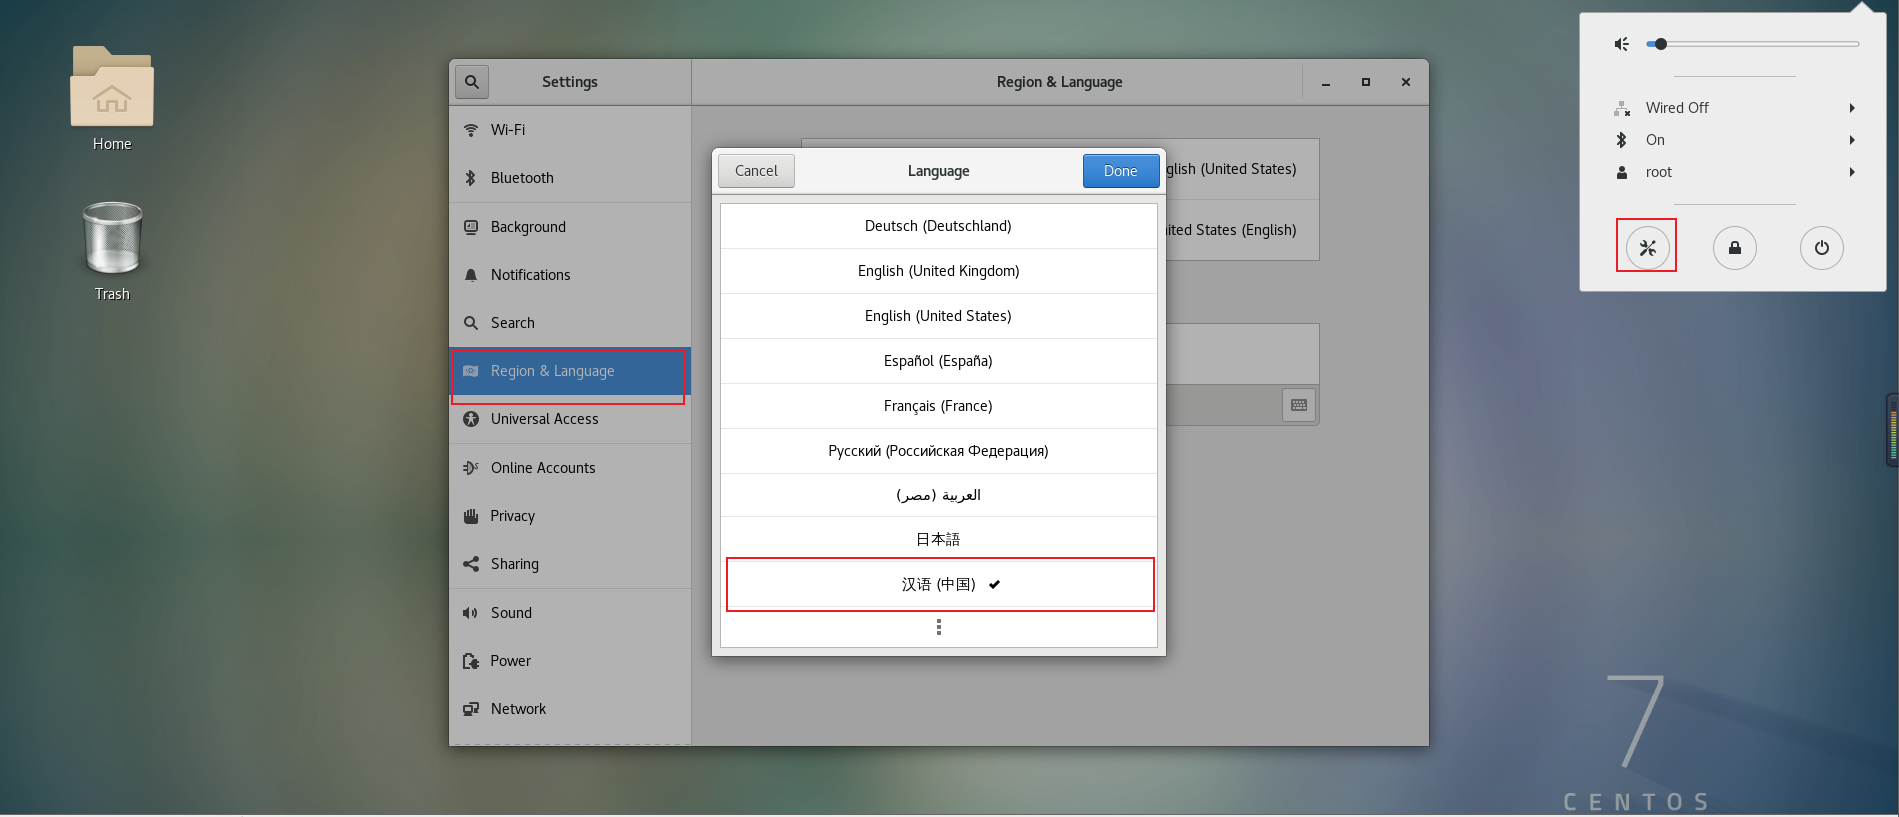 Home
Trash
Settings
Region & Language
Wi-Fi
Bluetooth
Background
Notifications
Search
Region & Language
Universal Access
Online Accounts
Privacy
Sharing
Sound
Power
Network
glish (United States)
ited States (English)
Cancel
Language
Done
Deutsch (Deutschland)
English (United Kingdom)
English (United States)
Español (España)
Français (France)
Русский (Российская Федерация)
العربية (مصر)
日本語
汉语 (中国)
Wired Off
On
root
7
CENTOS